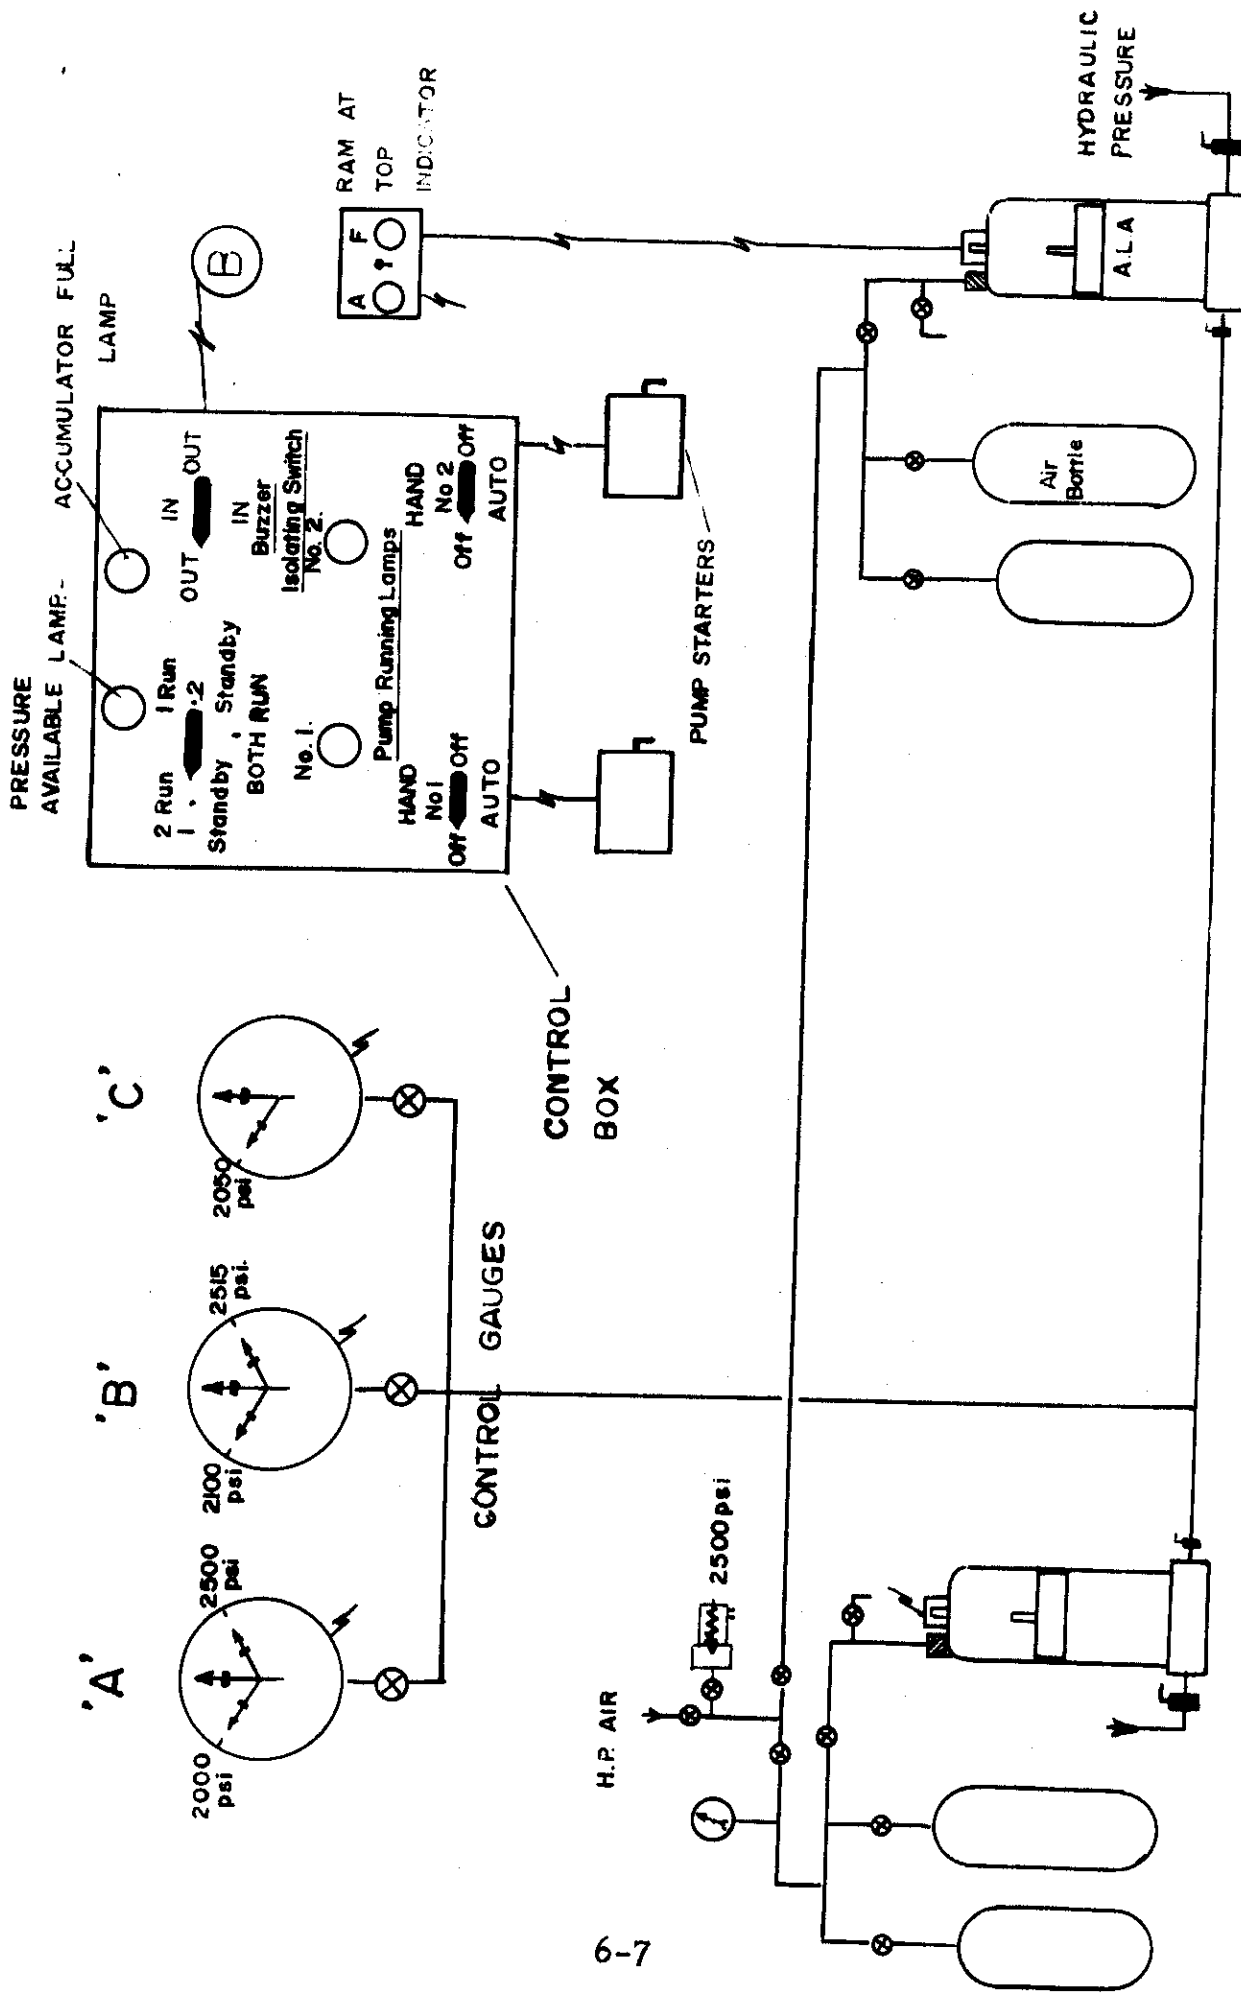 'A'
'B'
'C'
2000
psi
2500
psi
2100
psi
2515
psi.
2050
psi
CONTROL GAUGES
PRESSURE
AVAILABLE LAMP.-
ACCUMULATOR FULL
LAMP
2 Run 1 Run
1 . .2
Standby , Standby
BOTH RUN
IN
OUT OUT
IN
Buzzer
Isolating Switch
No. 1.
No. 2.
Pump Running Lamps
HAND
No 1
Off Off
AUTO
HAND
No 2
Off Off
AUTO
B
CONTROL
BOX
PUMP STARTERS
A F
RAM AT
TOP
INDICATOR
H.P. AIR
2500psi
Air
Bottle
A.L.A
HYDRAULIC
PRESSURE
6-7